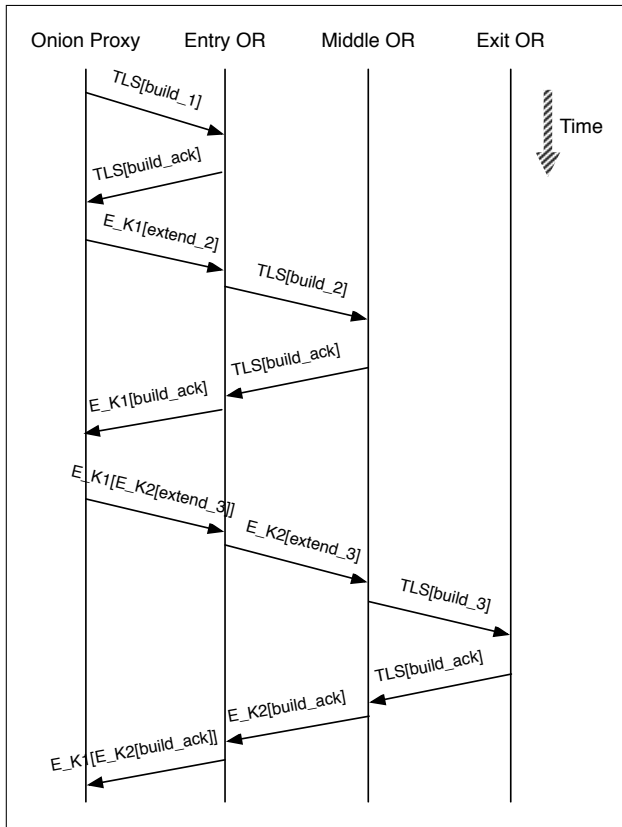 Onion Proxy
Entry OR
Middle OR
Exit OR
Time
TLS[build_1]
TLS[build_ack]
E_K1[extend_2]
TLS[build_2]
TLS[build_ack]
E_K1[build_ack]
E_K1[E_K2[extend_3]]
E_K2[extend_3]
TLS[build_3]
TLS[build_ack]
E_K2[build_ack]
E_K1[E_K2[build_ack]]